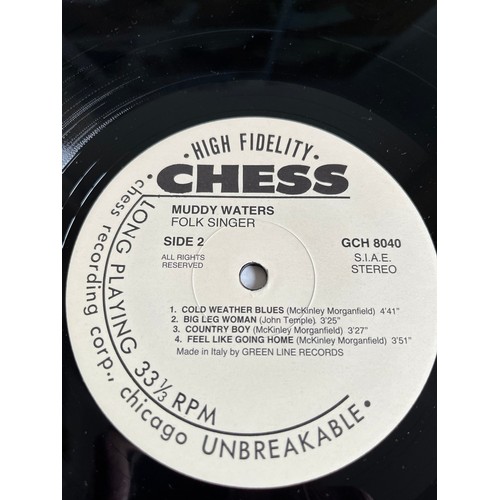 • HIGH FIDELITY •
CHESS
MUDDY WATERS
FOLK SINGER
SIDE 2
GCH 8040
ALL RIGHTS
RESERVED
S.I.A.E.
STEREO
1. COLD WEATHER BLUES (McKinley Morganfield) 4'41"
2. BIG LEG WOMAN (John Temple) 3'25"
3. COUNTRY BOY (McKinley Morganfield) 3'27"
4. FEEL LIKE GOING HOME (McKinley Morganfield) 3'51"
Made in Italy by GREEN LINE RECORDS
• LONG PLAYING 33⅓ RPM
chess recording corp., chicago UNBREAKABLE •